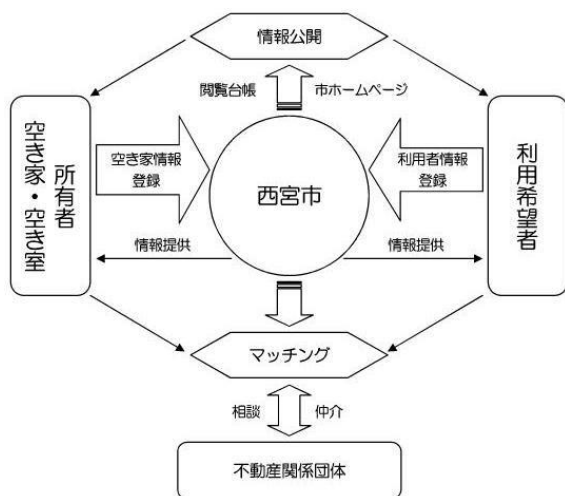 情報公開
閲覧台帳
市ホームページ
空き家・空き室
所有者
空き家情報
登録
西宮市
利用者情報
登録
利用希望者
情報提供
情報提供
マッチング
相談
仲介
不動産関係団体